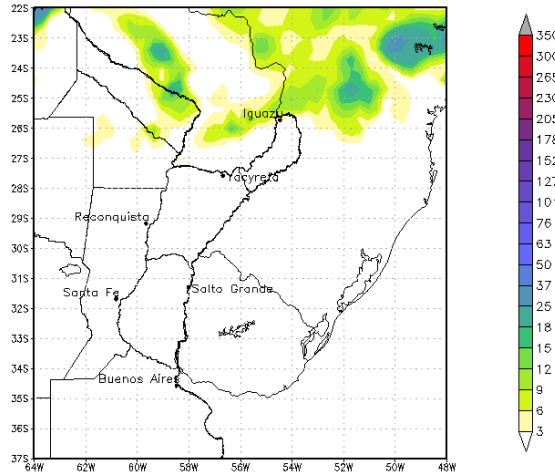 22S
23S
24S
25S
26S
27S
28S
29S
30S
31S
32S
33S
34S
35S
36S
37S
64W
62W
60W
58W
56W
54W
52W
50W
48W
Iguazu
Yacyreta
Reconquista
Santa Fe
Salto Grande
Buenos Aires
350
300
265
230
205
178
152
127
101
76
63
50
37
25
18
15
12
9
6
3